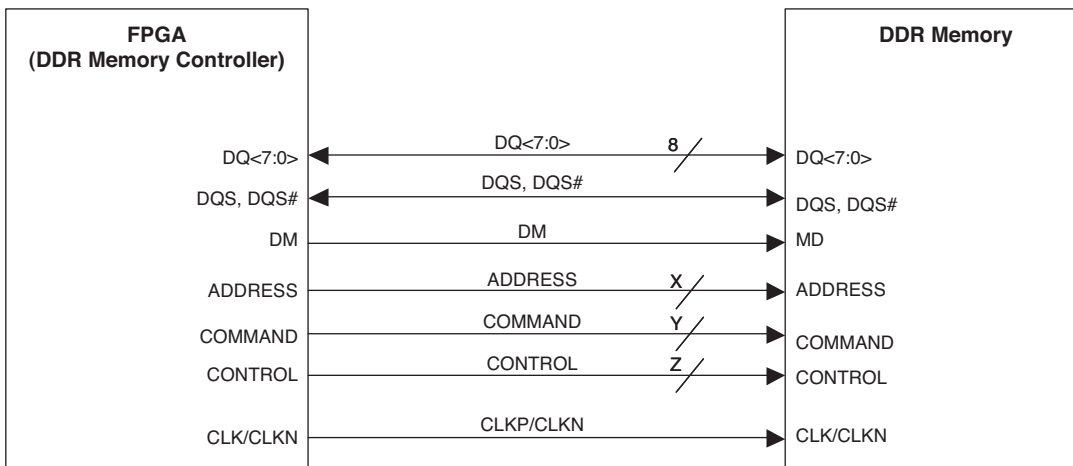 FPGA
(DDR Memory Controller)
DDR Memory
DQ<7:0> DQ<7:0> 8 DQ<7:0>
DQS, DQS# DQS, DQS# DQS, DQS#
DM DM MD
ADDRESS ADDRESS X ADDRESS
COMMAND COMMAND Y COMMAND
CONTROL CONTROL Z CONTROL
CLK/CLKN CLKP/CLKN CLK/CLKN